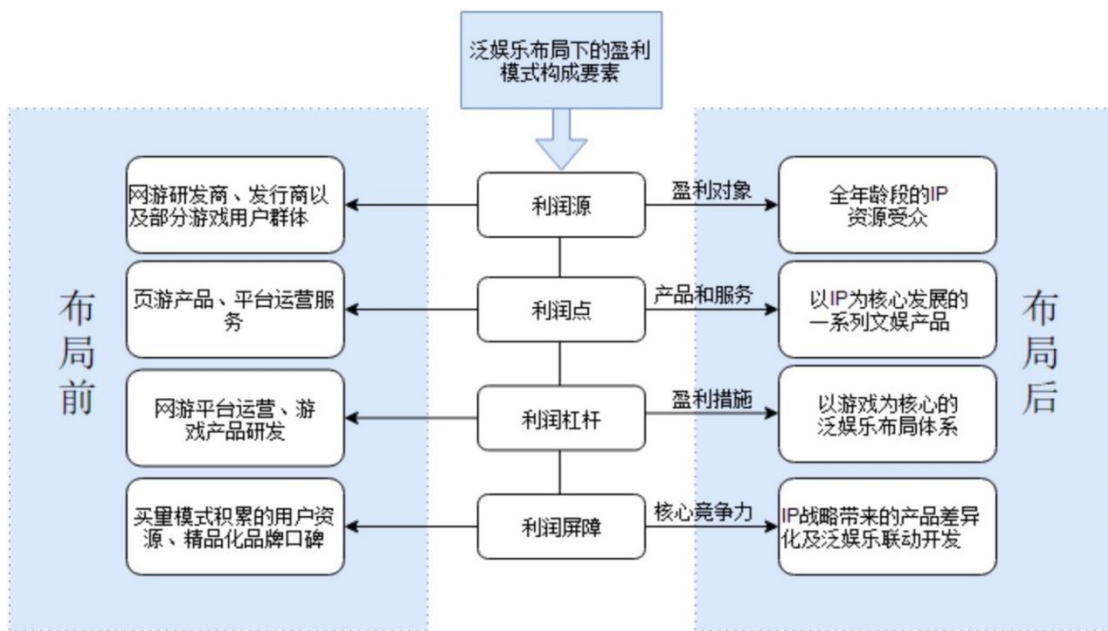 泛娱乐布局下的盈利
模式构成要素
布局前
网游研发商、发行商以
及部分游戏用户群体
利润源
盈利对象
全年龄段的IP
资源受众
页游产品、平台运营服
务
利润点
产品和服务
以IP为核心发展的
一系列文娱产品
网游平台运营、游
戏产品研发
利润杠杆
盈利措施
以游戏为核心的
泛娱乐布局体系
买量模式积累的用户资
源、精品化品牌口碑
利润屏障
核心竞争力
IP战略带来的产品差异
化及泛娱乐联动开发
布局后